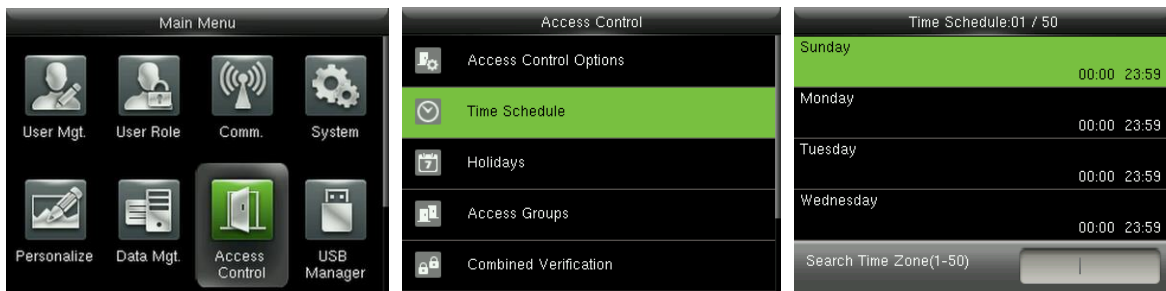 Main Menu
User Mgt.
User Role
Comm.
System
Personalize
Data Mgt.
Access
Control
USB
Manager
Access Control
Access Control Options
Time Schedule
7
Holidays
Access Groups
Combined Verification
Time Schedule:01 / 50
Sunday
00:00 23:59
Monday
00:00 23:59
Tuesday
00:00 23:59
Wednesday
00:00 23:59
Search Time Zone(1-50)